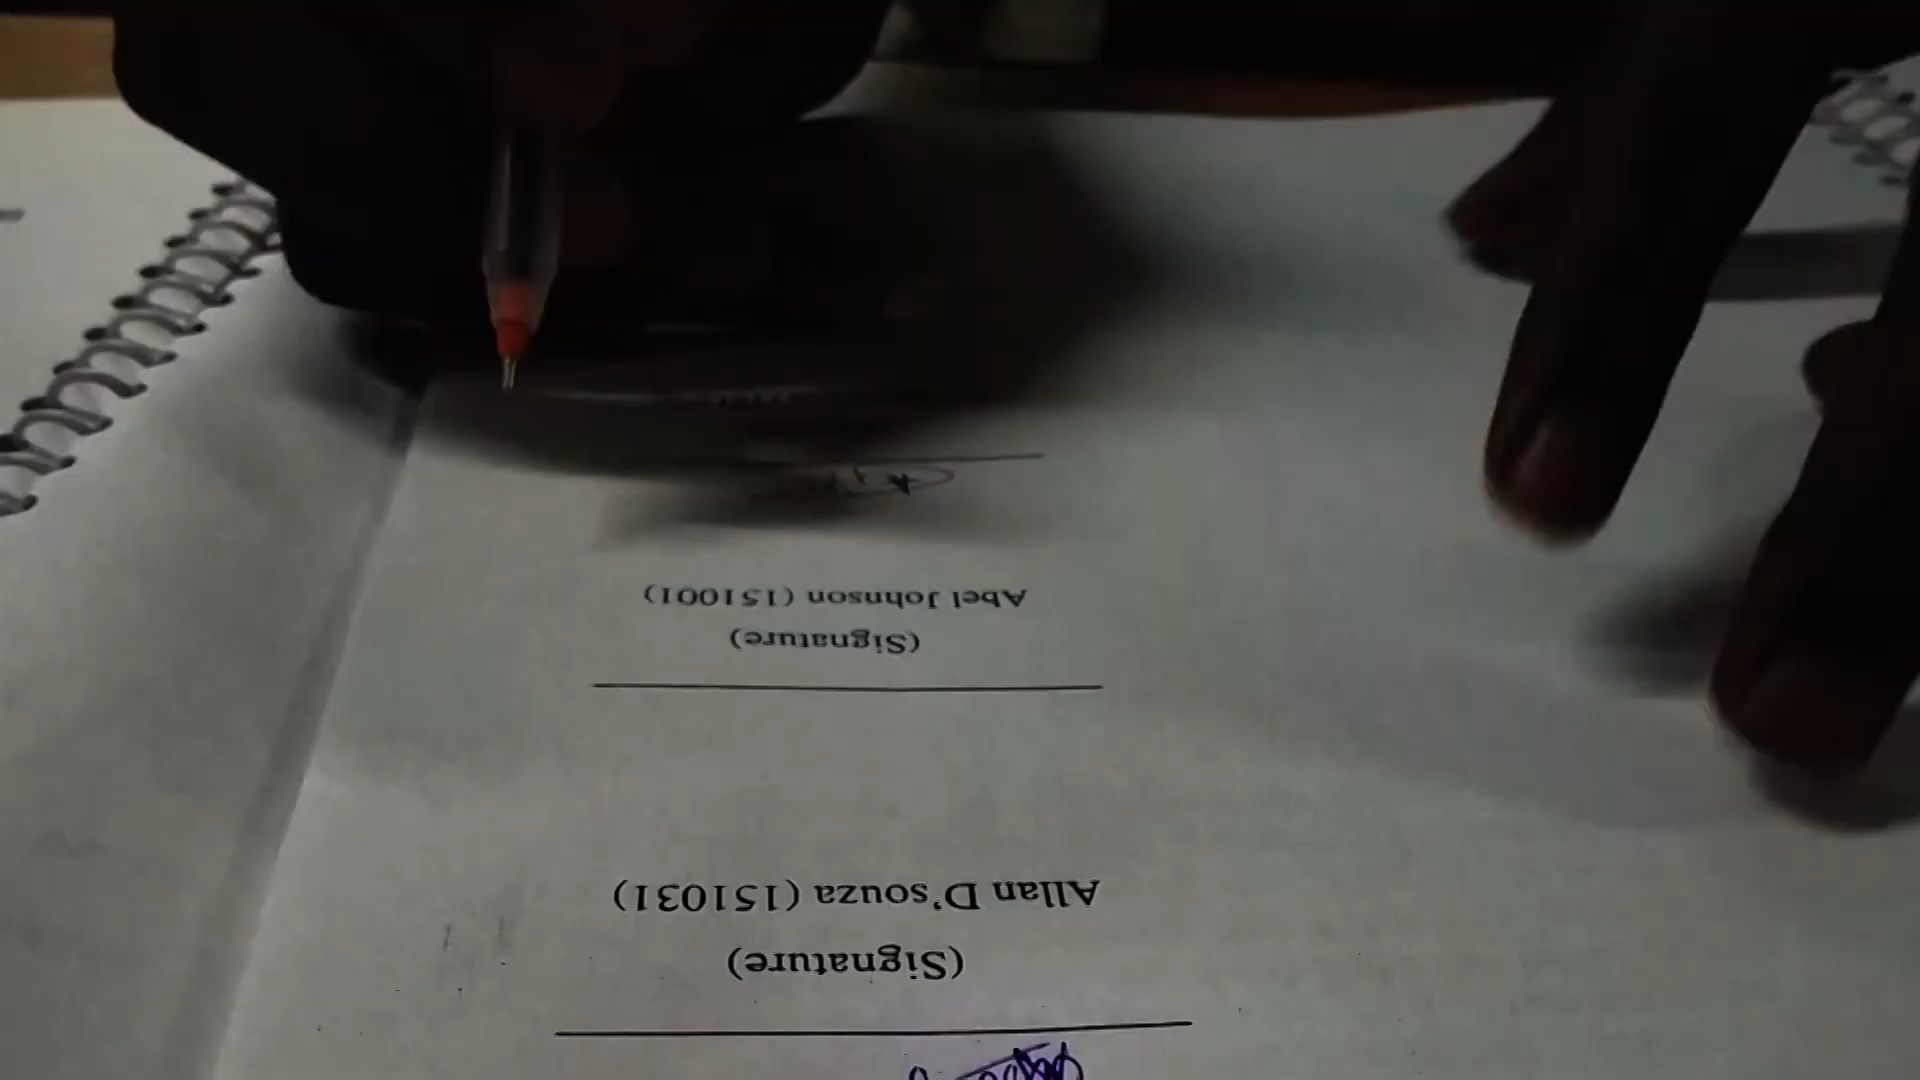 (Signature)
Allan D'souza (151031)
(Signature)
Abel Johnson (151001)